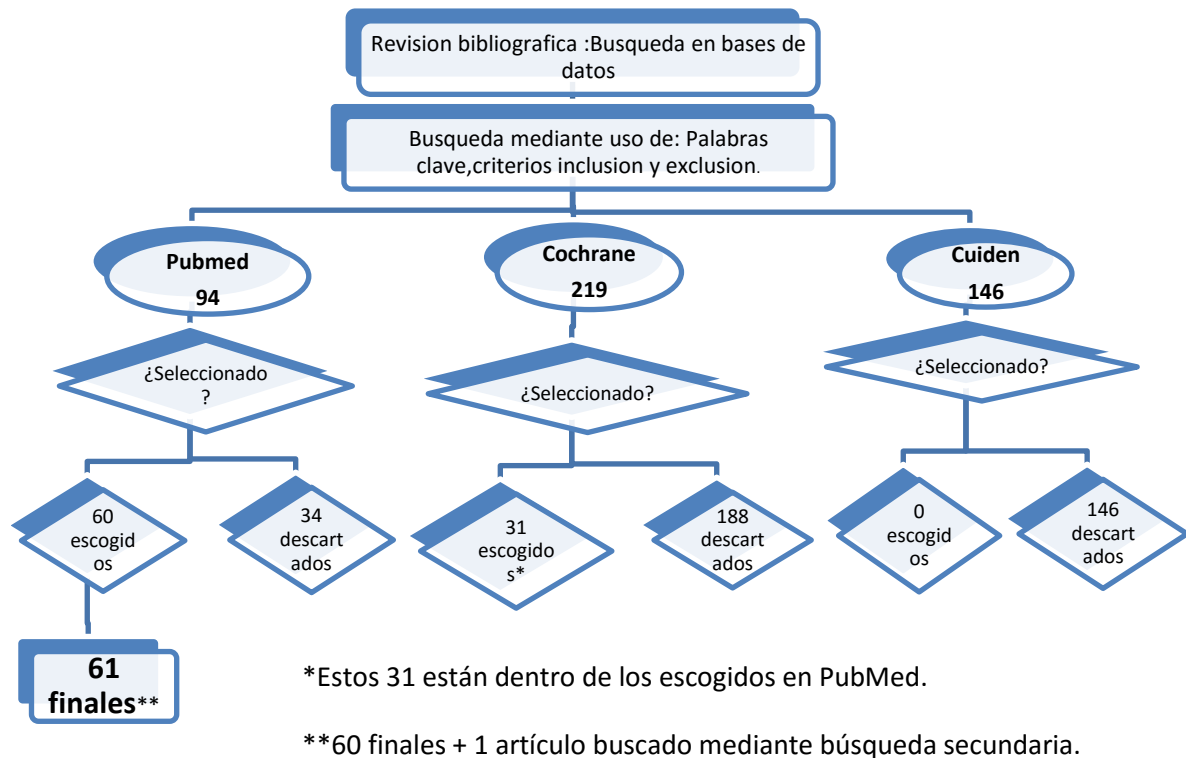 Revision bibliografica :Busqueda en bases de
datos
Busqueda mediante uso de: Palabras
clave,criterios inclusion y exclusion.
Pubmed
94
Cochrane
219
Cuiden
146
¿Seleccionado
?
¿Seleccionado?
¿Seleccionado?
60
escogid
os
34
descart
ados
31
escogido
s*
188
descart
ados
0
escogid
os
146
descart
ados
61
finales**
*Estos 31 están dentro de los escogidos en PubMed.
**60 finales + 1 artículo buscado mediante búsqueda secundaria.